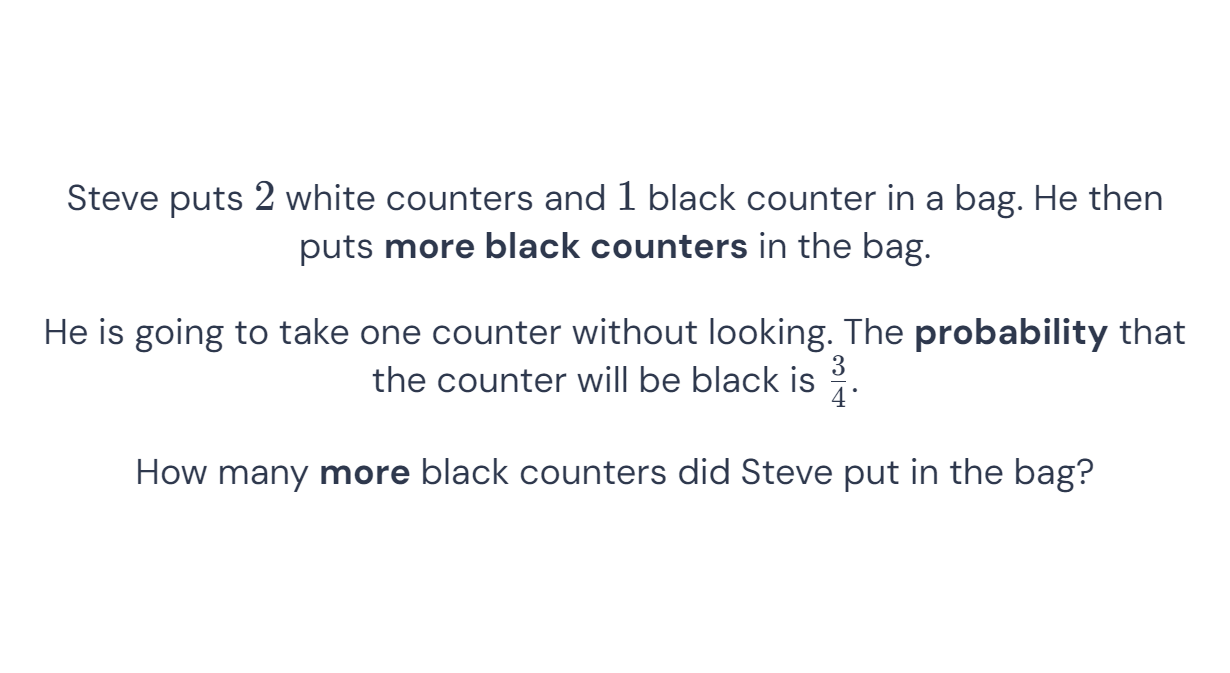 Steve puts 2 white counters and 1 black counter in a bag. He then
puts more black counters in the bag.
He is going to take one counter without looking. The probability that
the counter will be black is 3/4.
How many more black counters did Steve put in the bag?